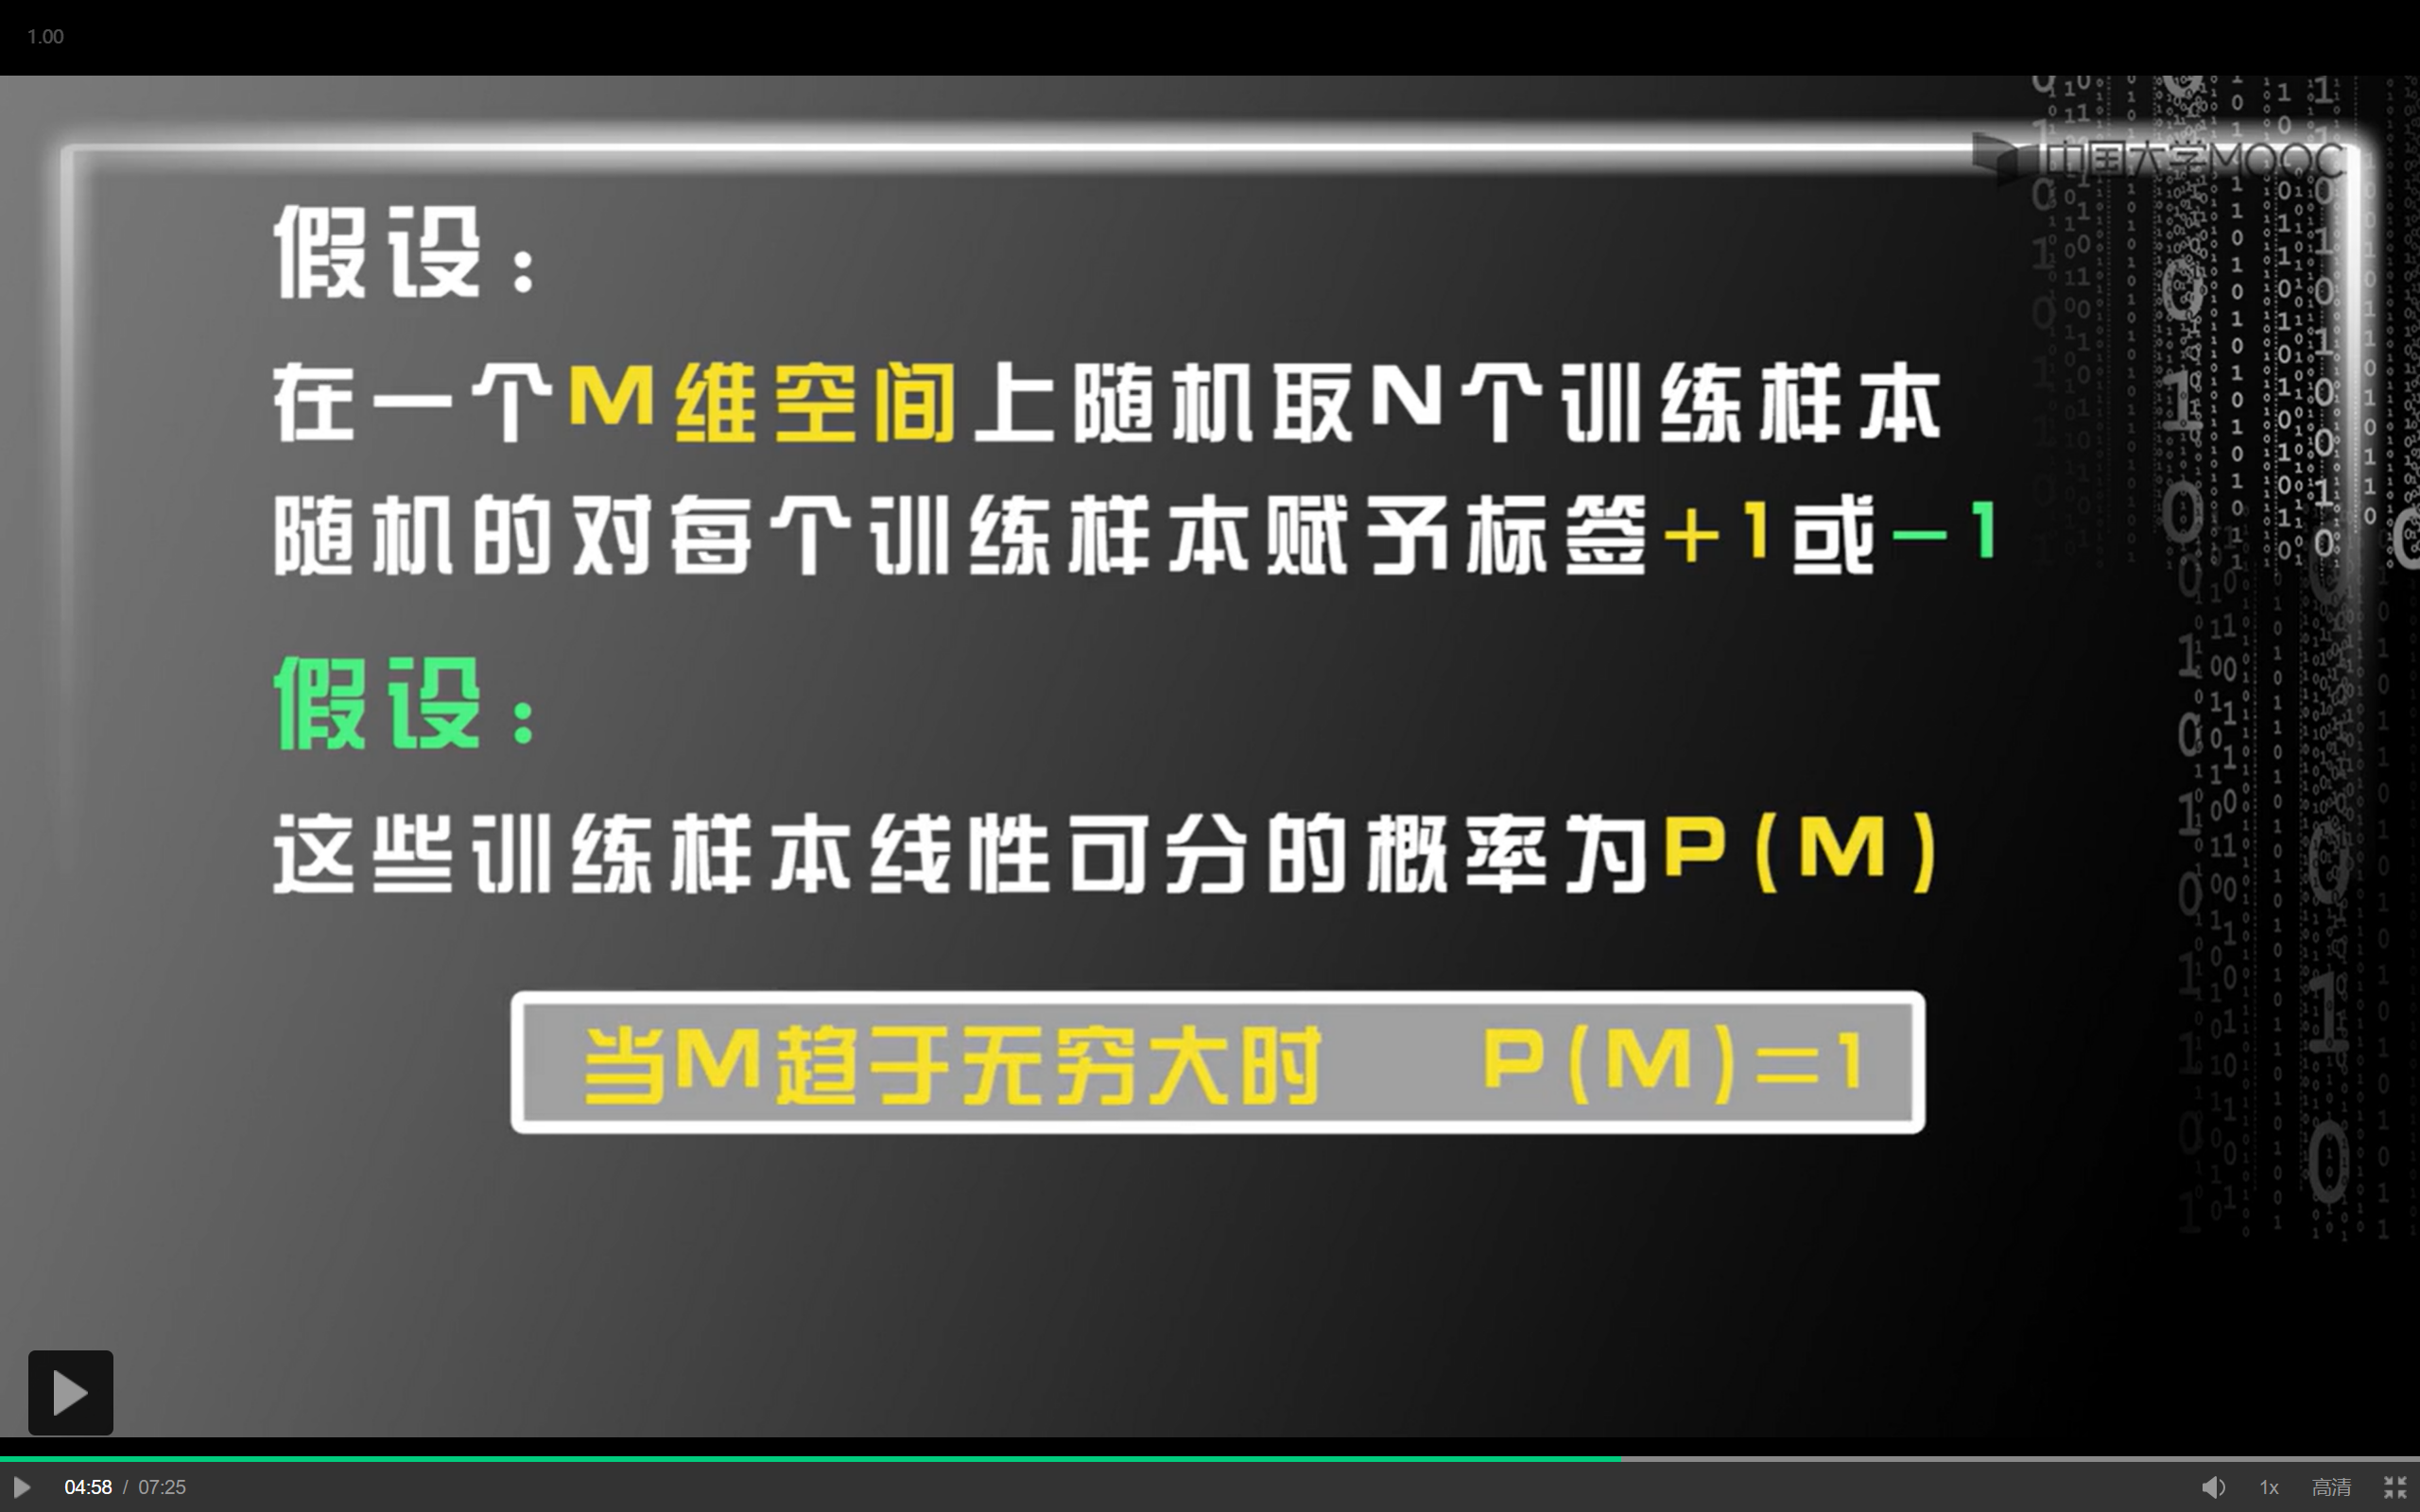 1.00
中国大学MOOC
假设：
在一个M维空间上随机取N个训练样本
随机的对每个训练样本赋予标签+1或-1
假设：
这些训练样本线性可分的概率为P(M)
当M趋于无穷大时 P(M)=1
04:58 / 07:25
1x 高清